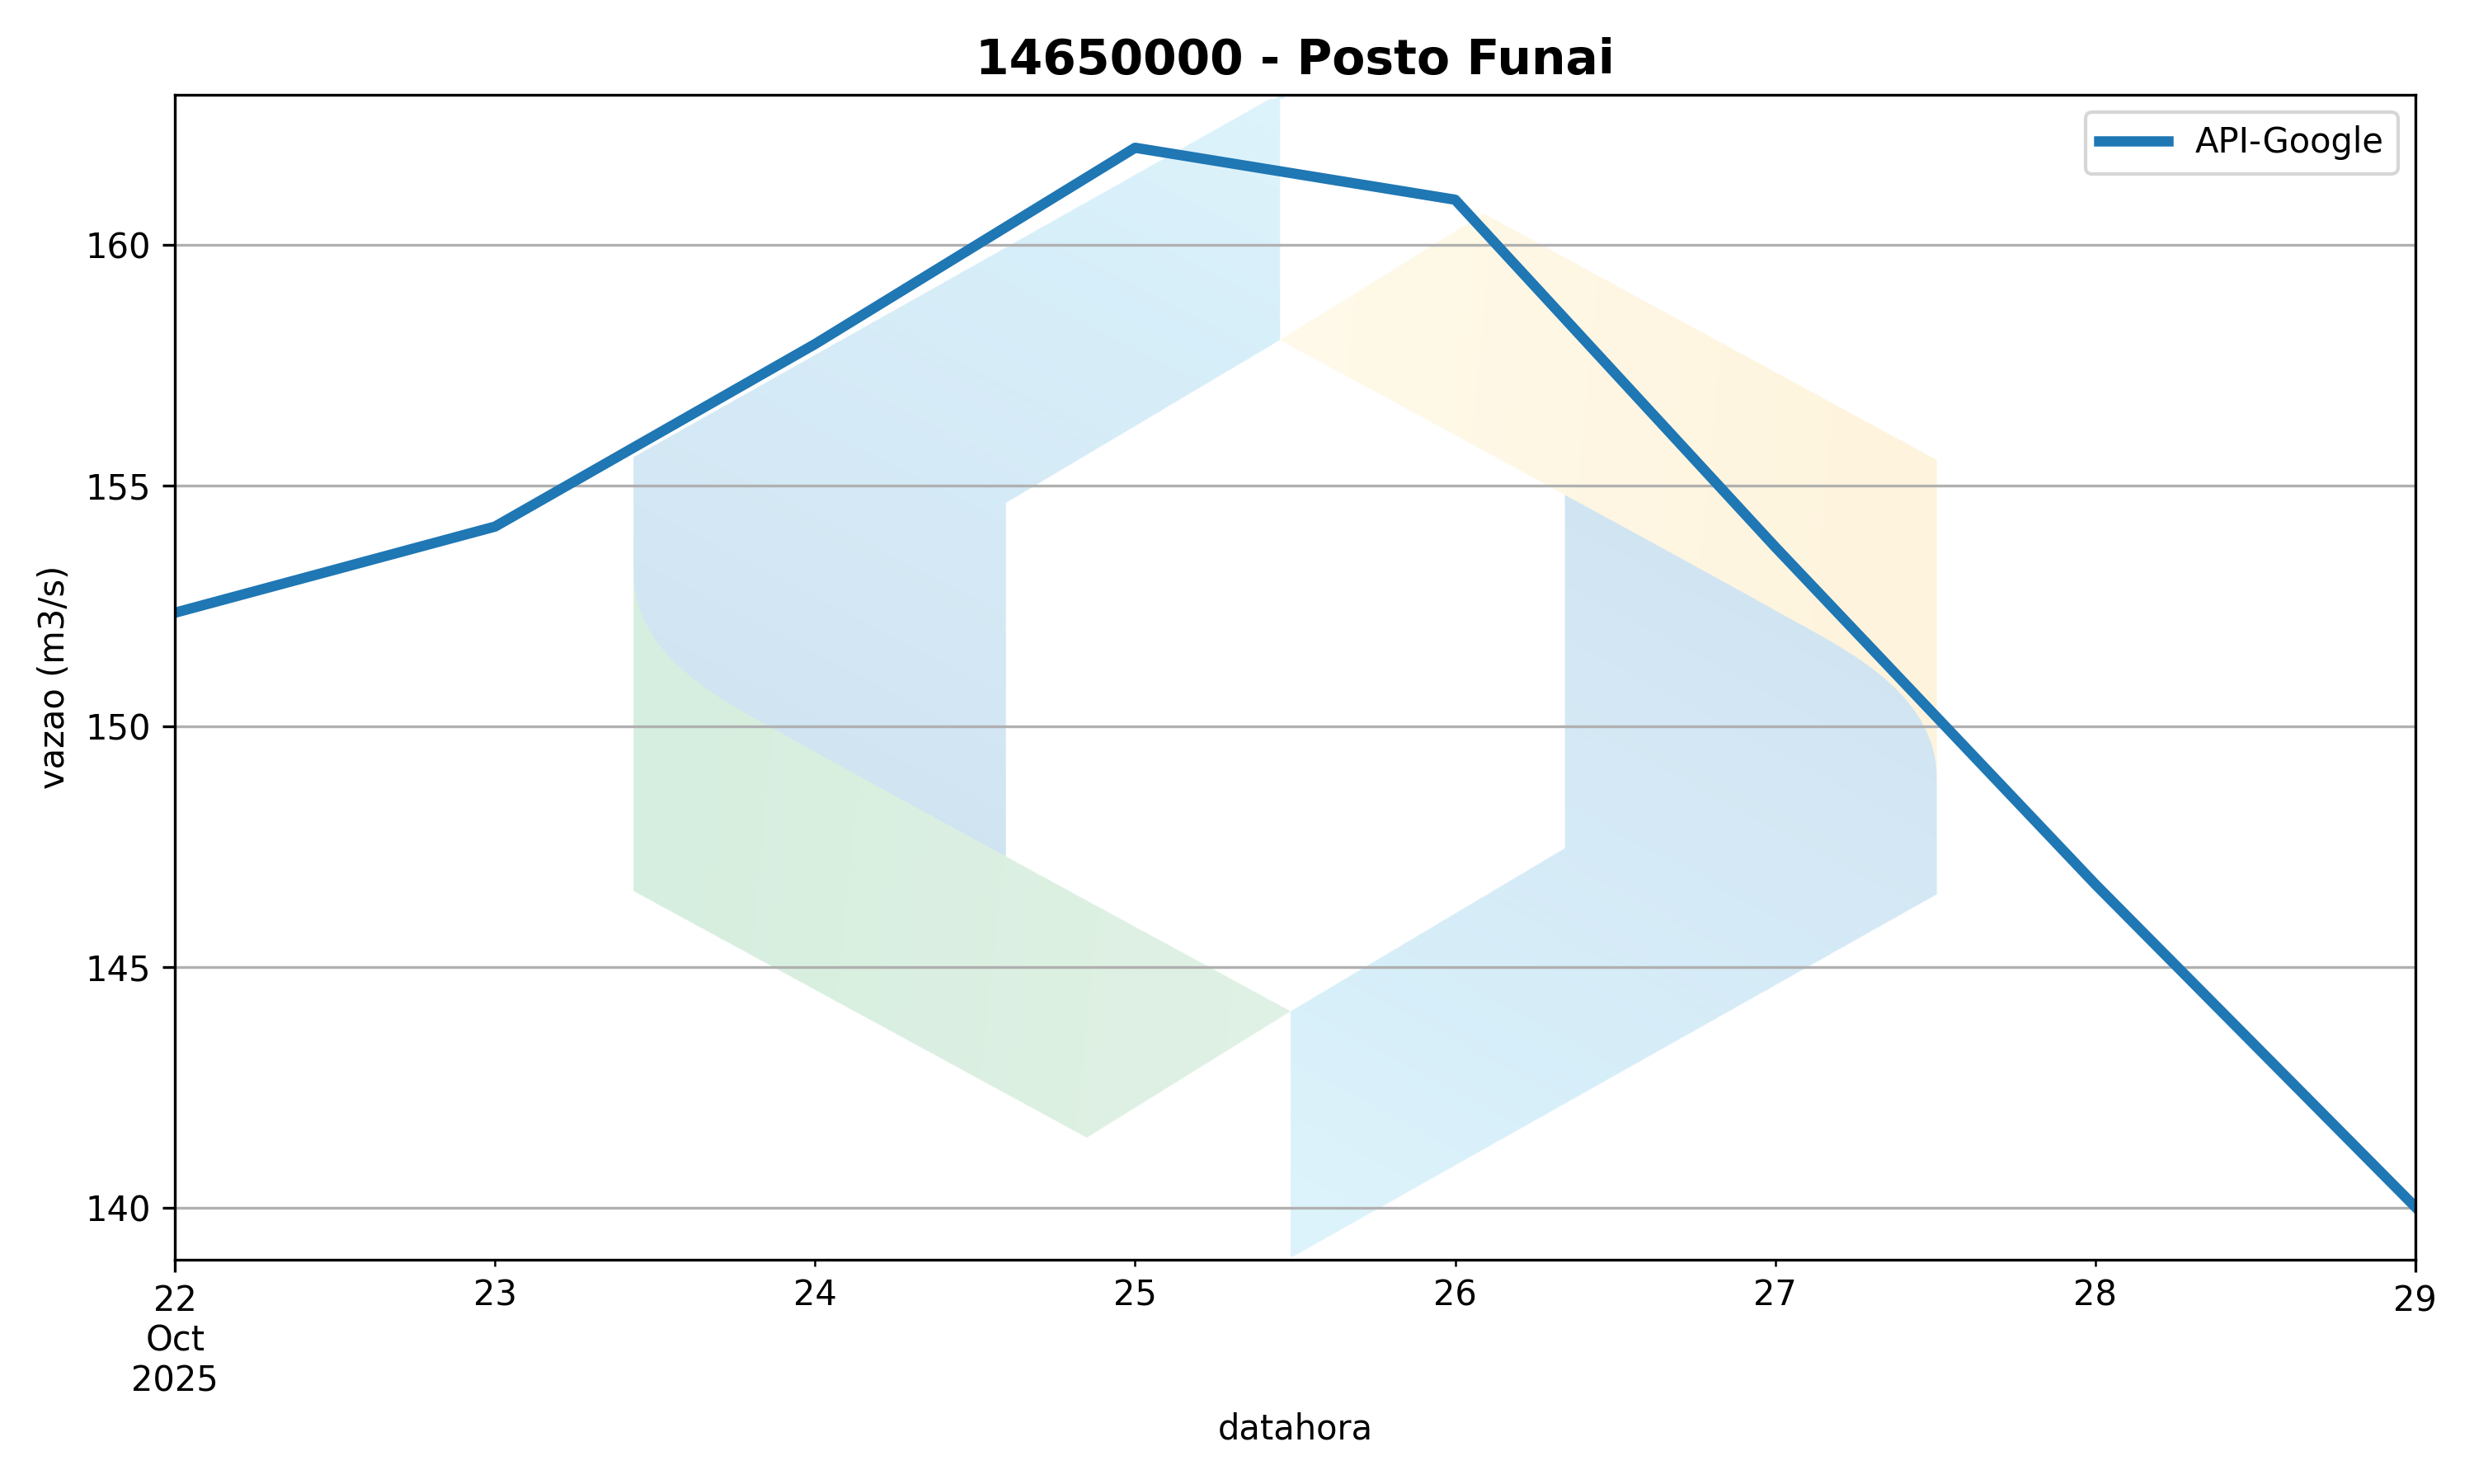 14650000 - Posto Funai
API-Google
vazao (m3/s)
160
155
150
145
140
22 23 24 25 26 27 28 29
Oct
2025
datahora